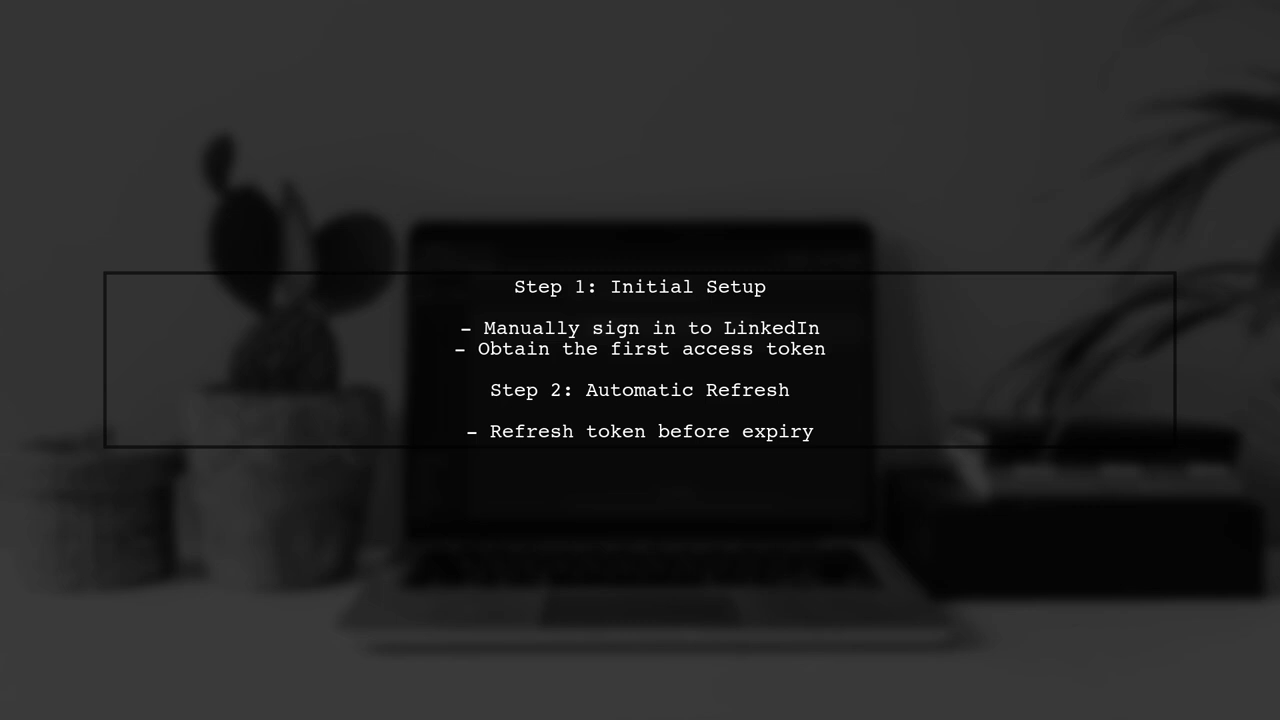 Step 1: Initial Setup
- Manually sign in to LinkedIn
- Obtain the first access token
Step 2: Automatic Refresh
- Refresh token before expiry